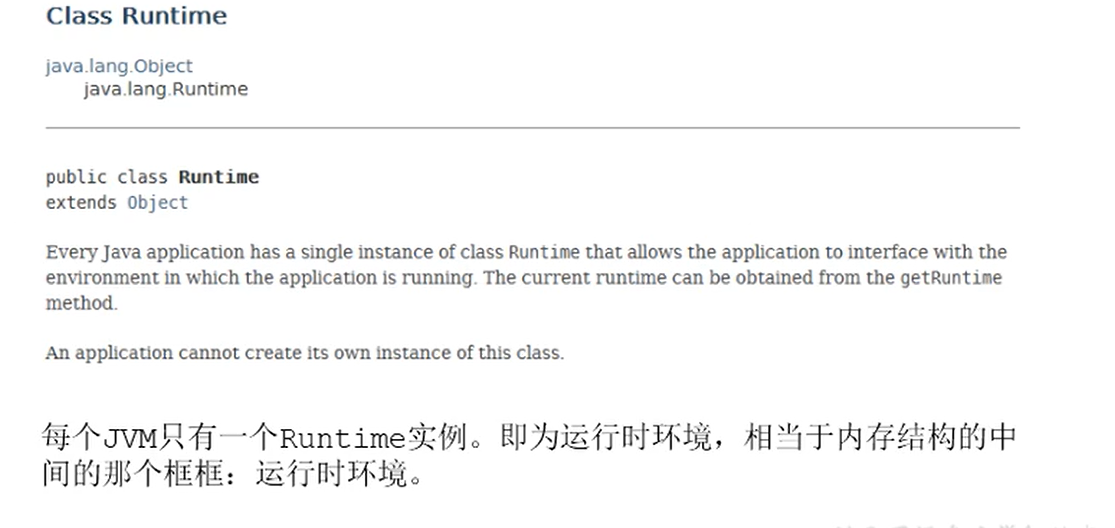 Class Runtime
java.lang.Object
java.lang.Runtime
public class Runtime
extends Object
Every Java application has a single instance of class Runtime that allows the application to interface with the
environment in which the application is running. The current runtime can be obtained from the getRuntime
method.
An application cannot create its own instance of this class.
每个JVM只有一个Runtime实例。即为运行时环境，相当于内存结构的中
间的那个框框：运行时环境。